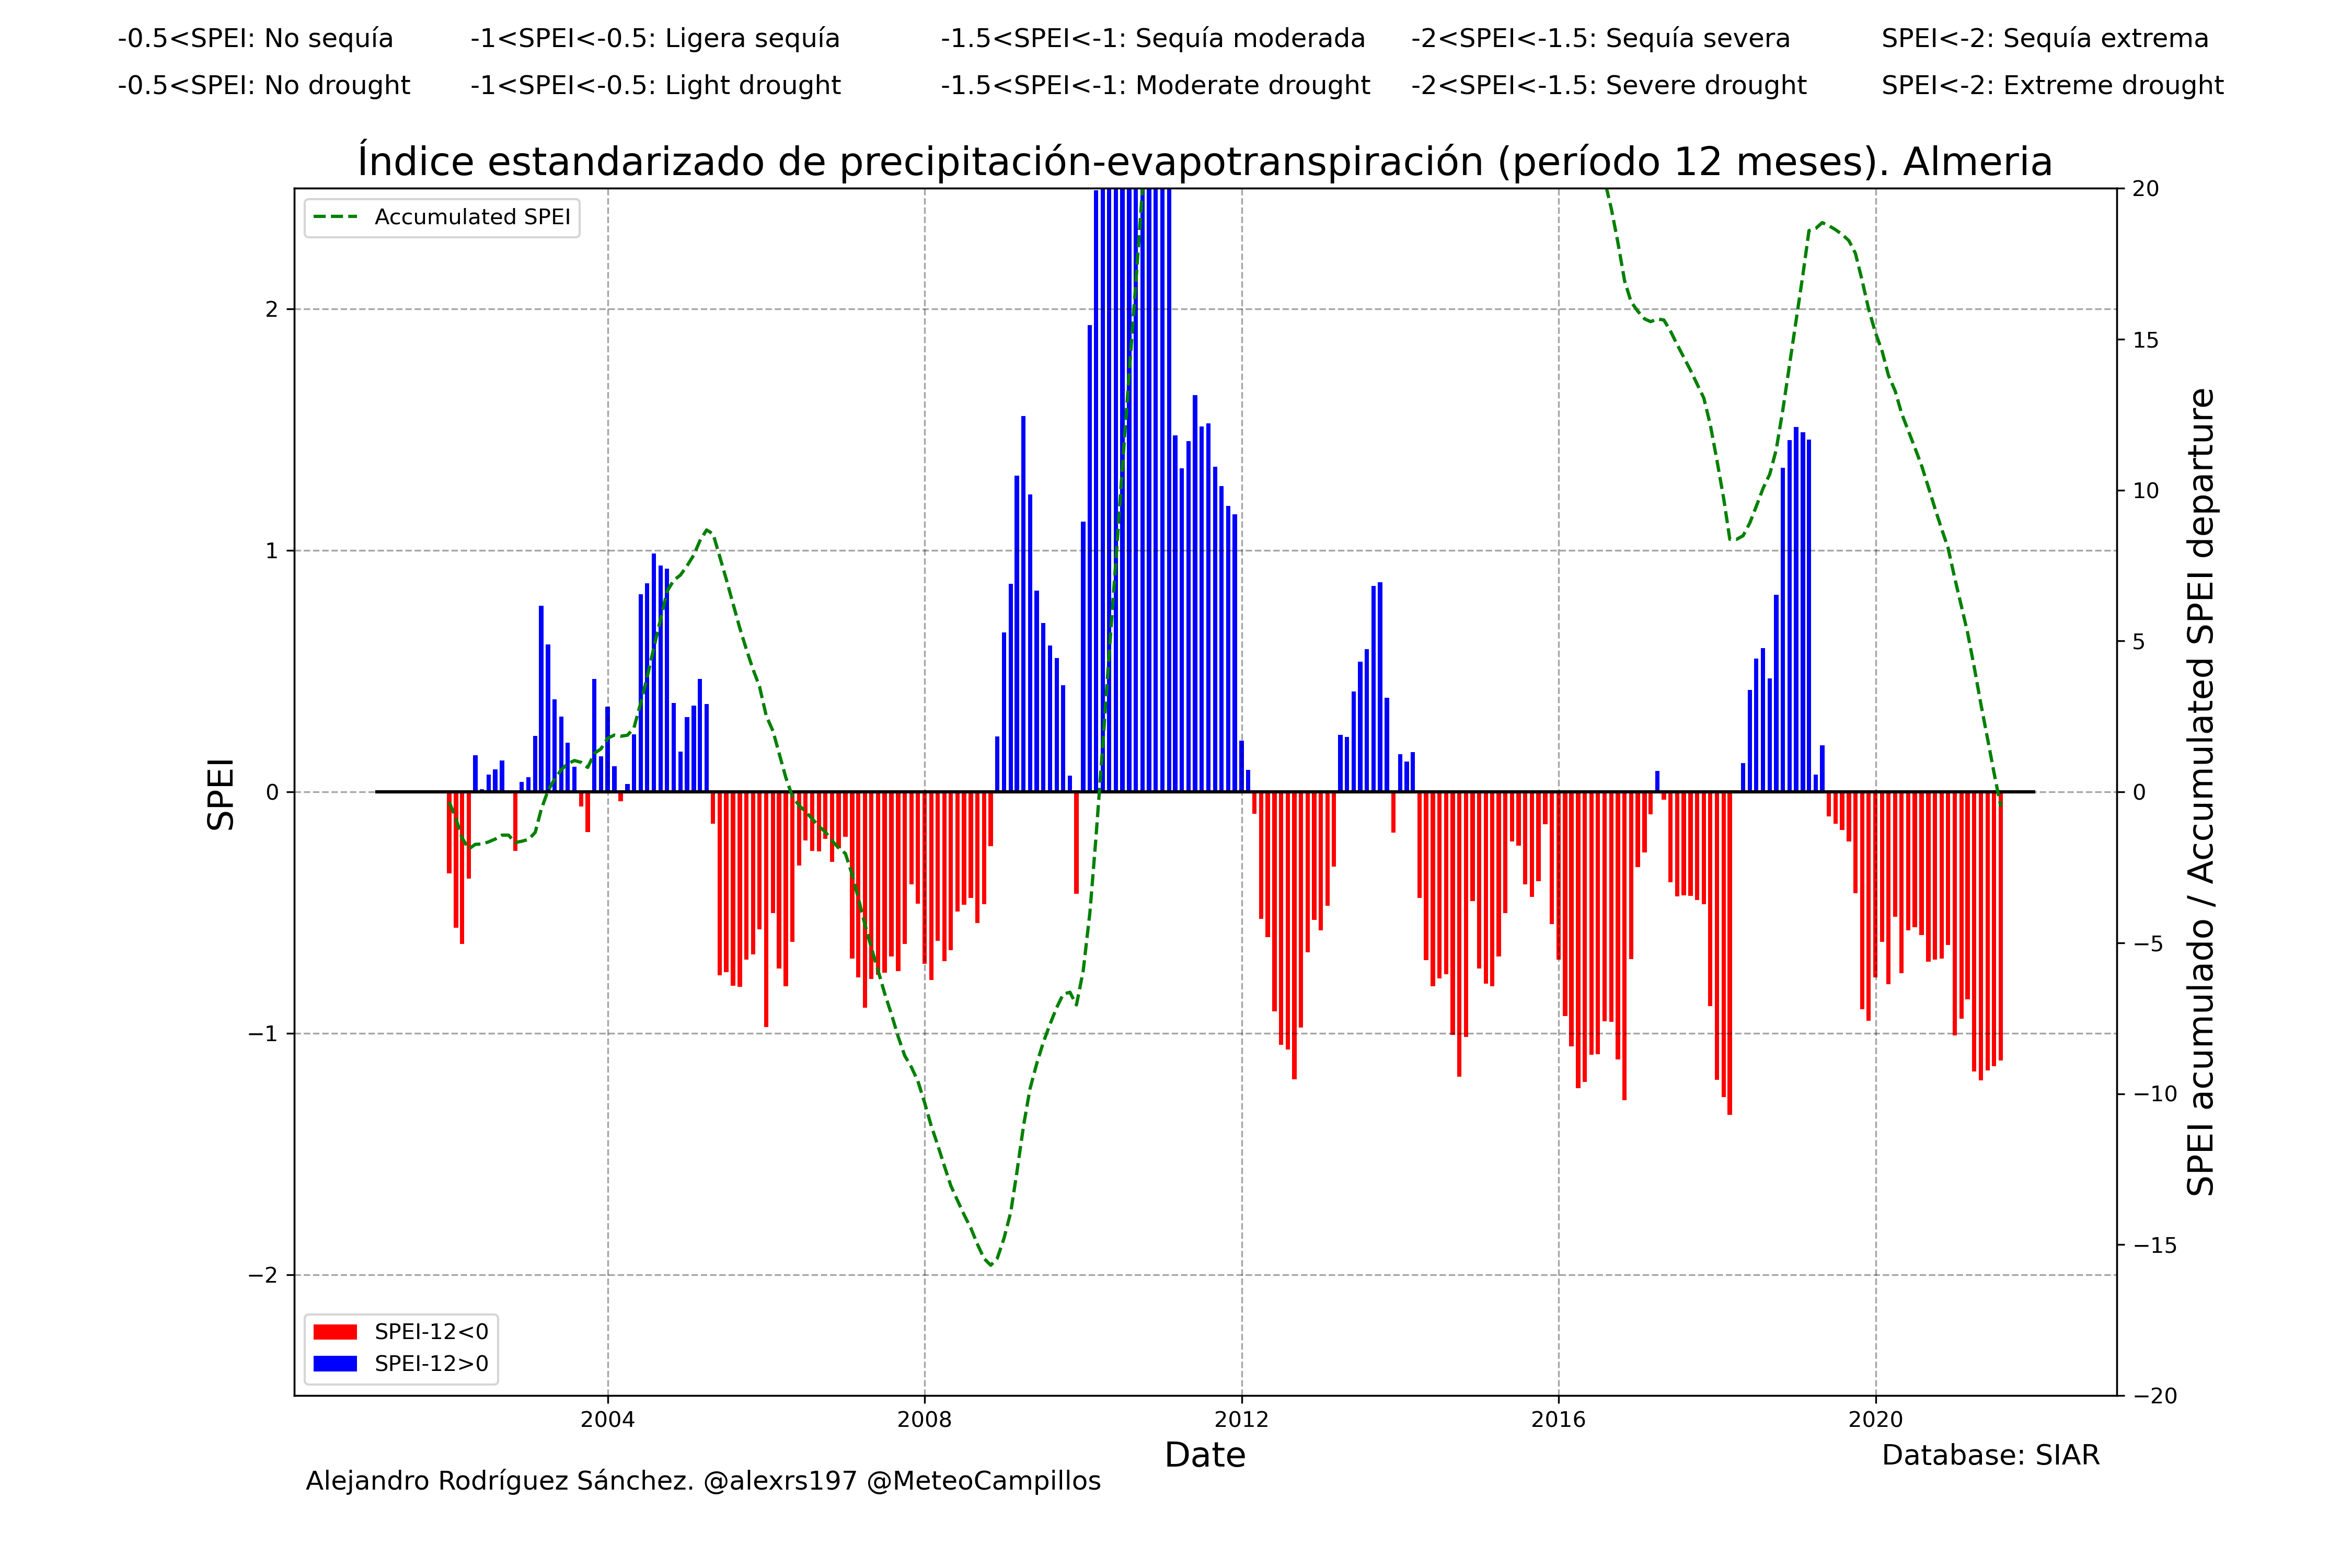 -0.5<SPEI: No sequía -1<SPEI<-0.5: Ligera sequía -1.5<SPEI<-1: Sequía moderada -2<SPEI<-1.5: Sequía severa SPEI<-2: Sequía extrema
-0.5<SPEI: No drought -1<SPEI<-0.5: Light drought -1.5<SPEI<-1: Moderate drought -2<SPEI<-1.5: Severe drought SPEI<-2: Extreme drought
Índice estandarizado de precipitación-evapotranspiración (período 12 meses). Almeria
Accumulated SPEI
2
1
0
−1
−2
SPEI
20
15
10
5
0
−5
−10
−15
−20
SPEI acumulado / Accumulated SPEI departure
SPEI-12<0
SPEI-12>0
2004 2008 2012 2016 2020
Date
Database: SIAR
Alejandro Rodríguez Sánchez. @alexrs197 @MeteoCampillos